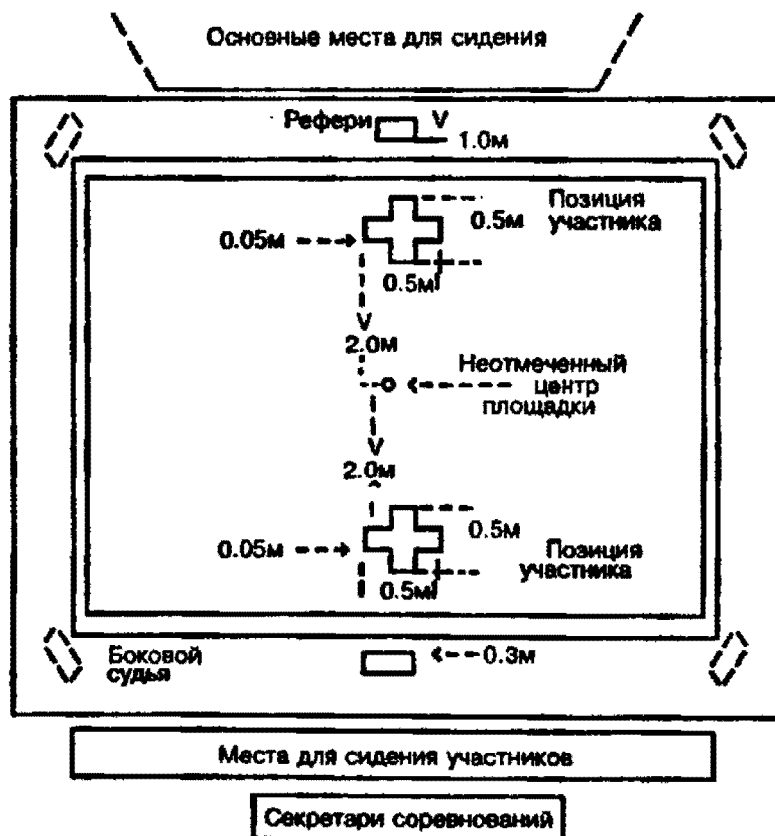 Основные места для сидения
Рефери V
1.0м
Позиция
участника
0.5м
0.05м
0.5м
V
2.0м
Неотмеченный
центр
площадки
V
2.0м
0.5м
0.05м
Позиция
участника
0.5м
Боковой
судья
0.3м
Места для сидения участников
Секретари соревнований